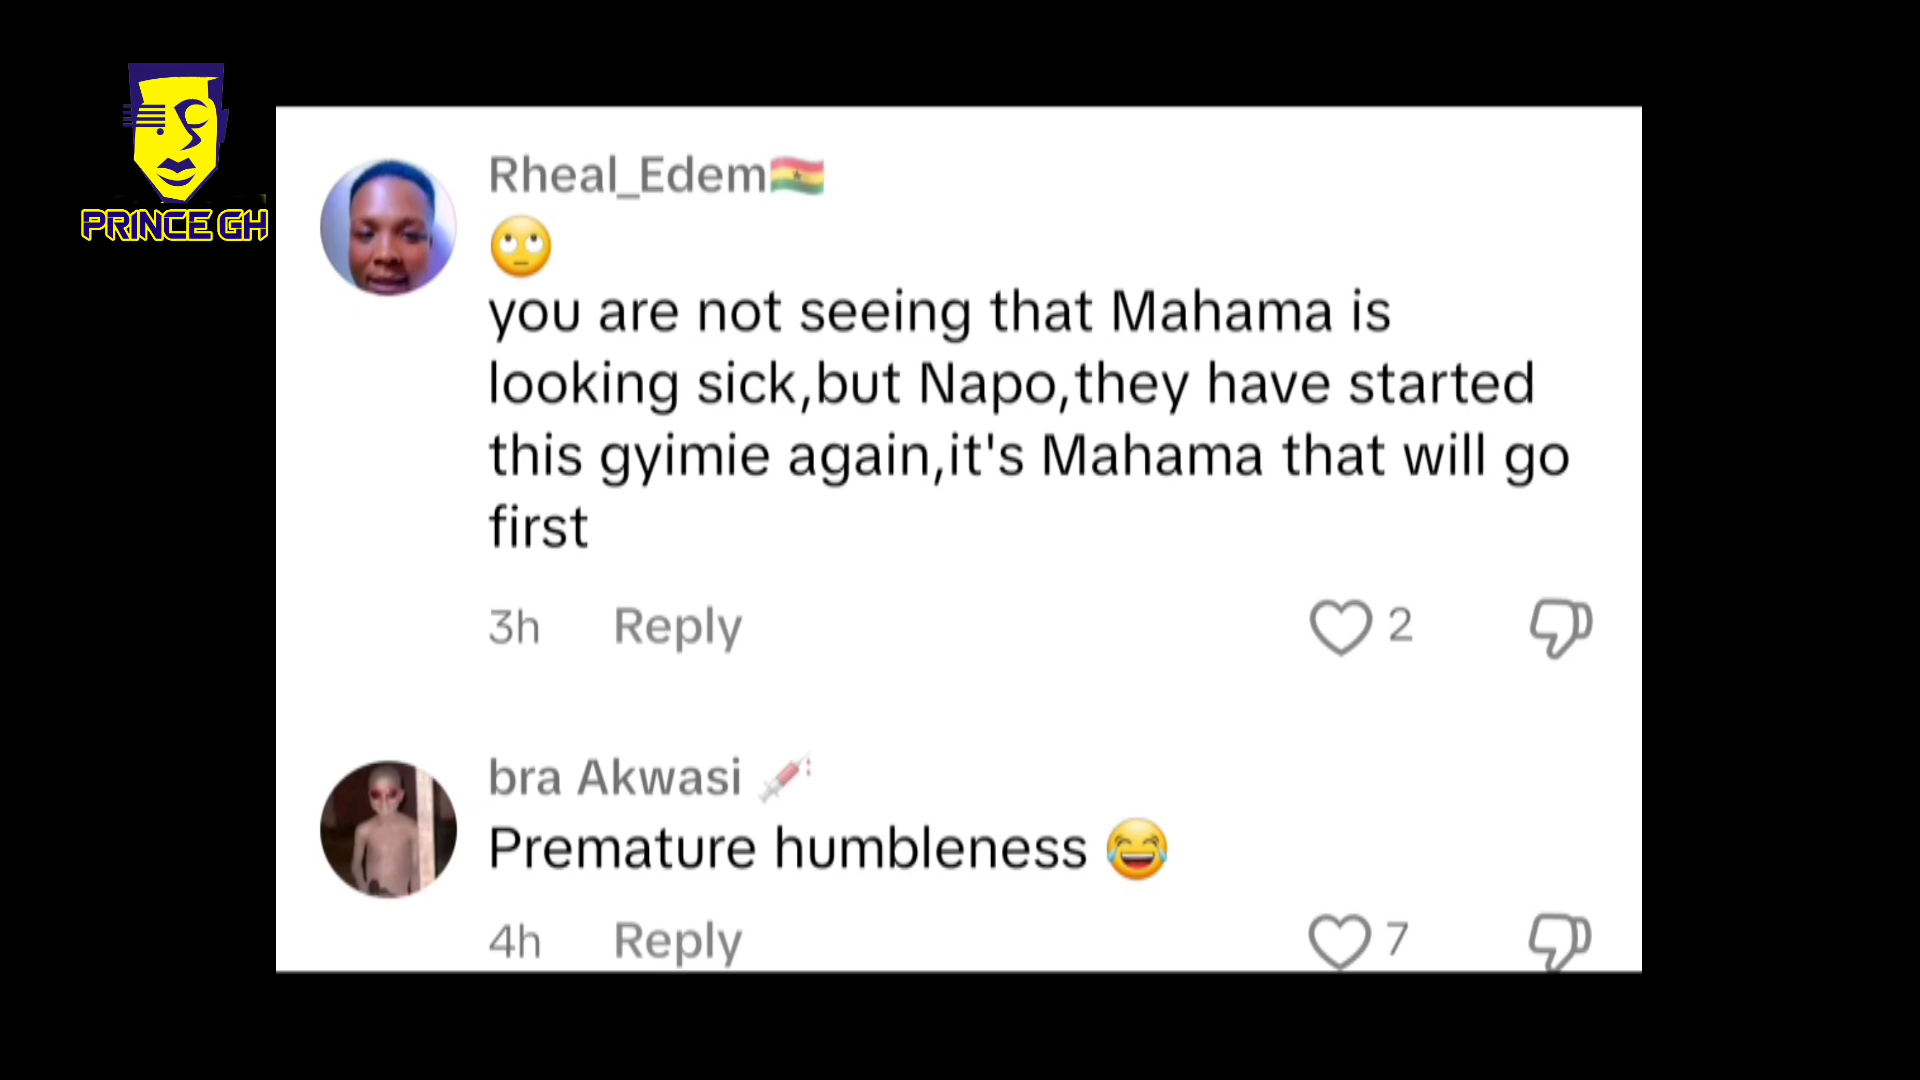 PRINCE GH
Rheal_Edem🇬🇭
🙄
you are not seeing that Mahama is
looking sick,but Napo,they have started
this gyimie again,it's Mahama that will go
first
3h Reply 2
bra Akwasi 💉
Premature humbleness 😂
4h Reply 7